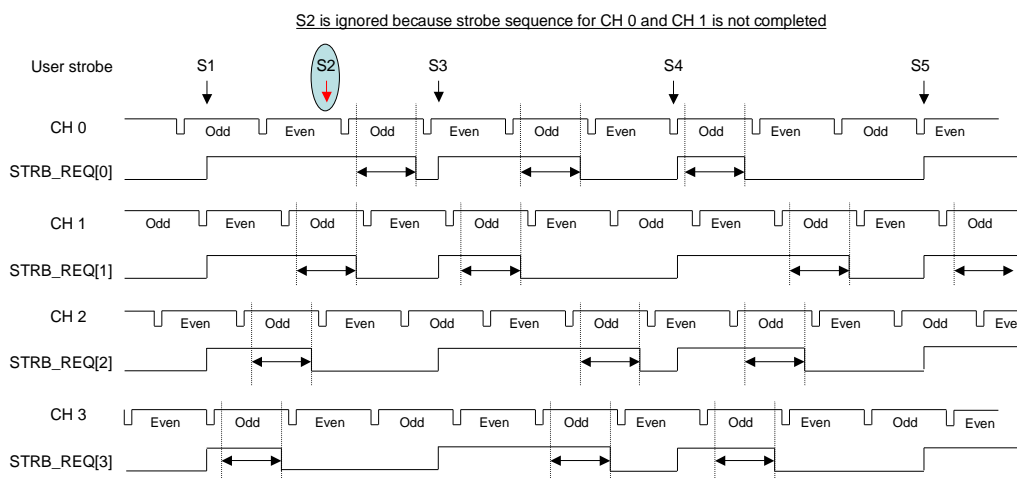 S2 is ignored because strobe sequence for CH 0 and CH 1 is not completed
User strobe S1 S2 S3 S4 S5
CH 0 Odd Even Odd Even Odd Even Odd Even Odd Even
STRB_REQ[0]
CH 1 Odd Even Odd Even Odd Even Odd Even Odd Even Odd
STRB_REQ[1]
CH 2 Even Odd Even Odd Even Odd Even Odd Even Odd Eve
STRB_REQ[2]
CH 3 Even Odd Even Odd Even Odd Even Odd Even Odd Even
STRB_REQ[3]